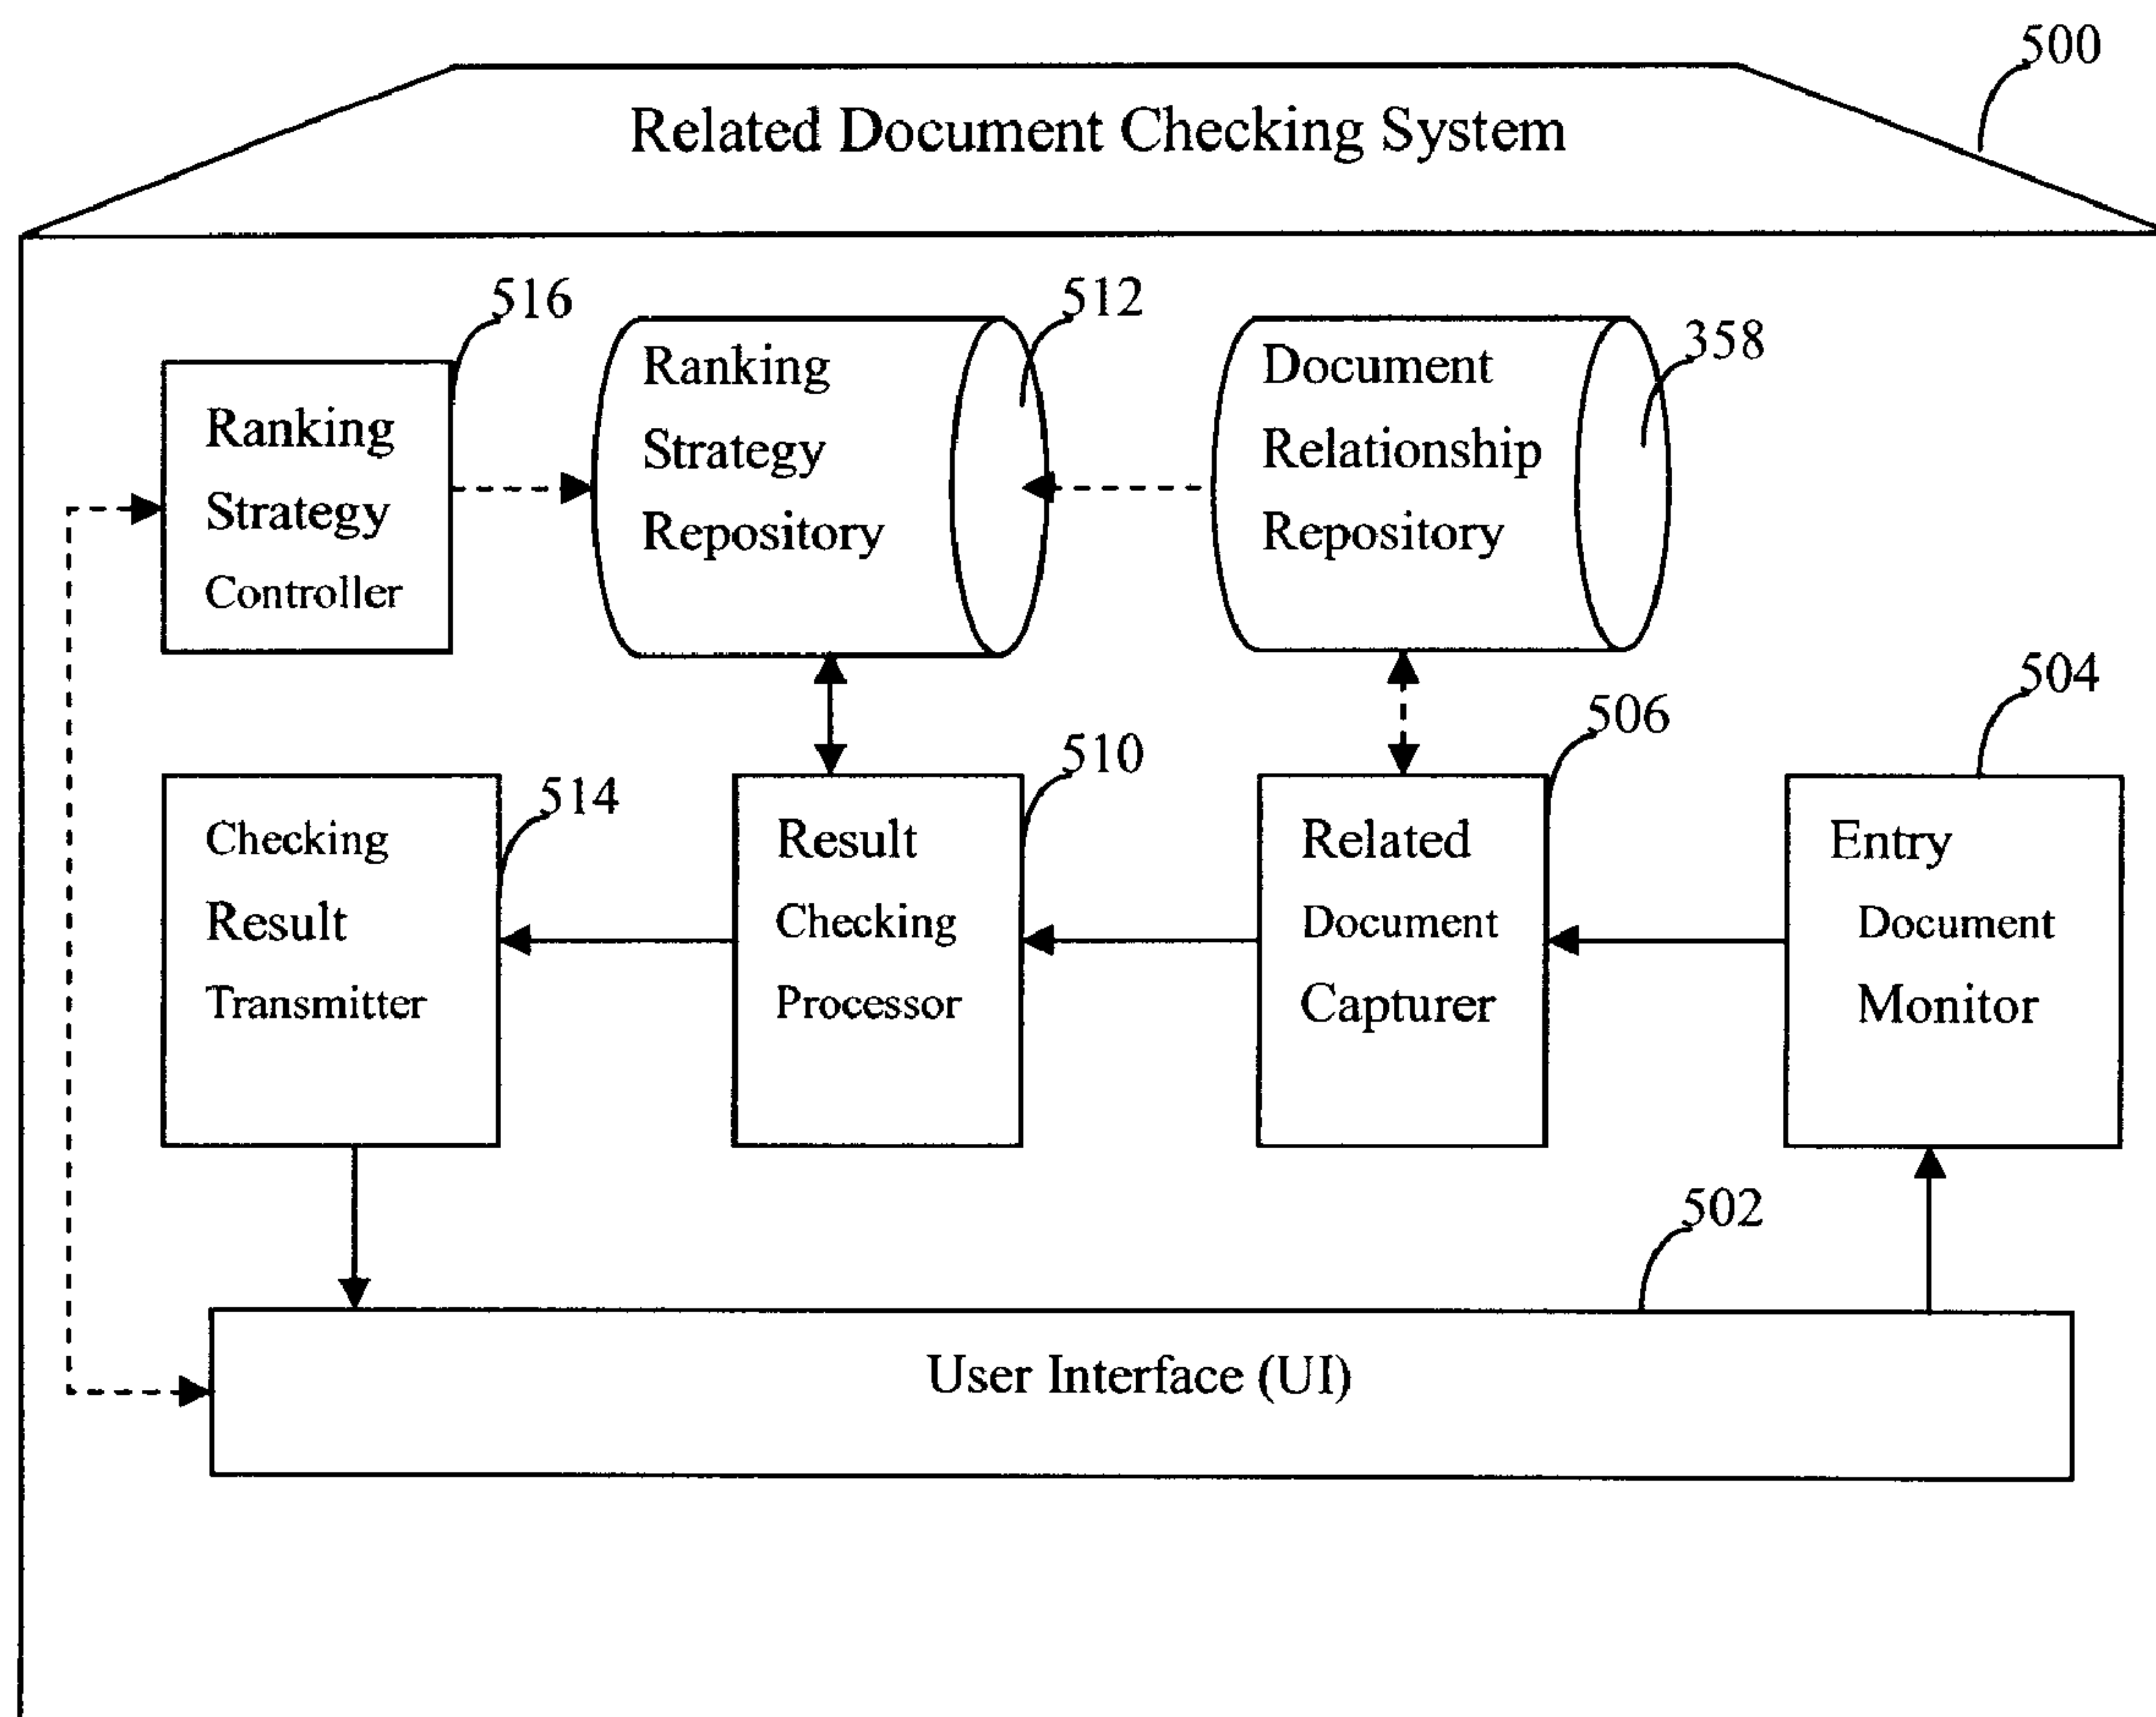 500
Related Document Checking System
516
512
358
Ranking
Strategy
Controller
Ranking
Strategy
Repository
Document
Relationship
Repository
504
506
510
514
Checking
Result
Transmitter
Result
Checking
Processor
Related
Document
Capturer
Entry
Document
Monitor
502
User Interface (UI)